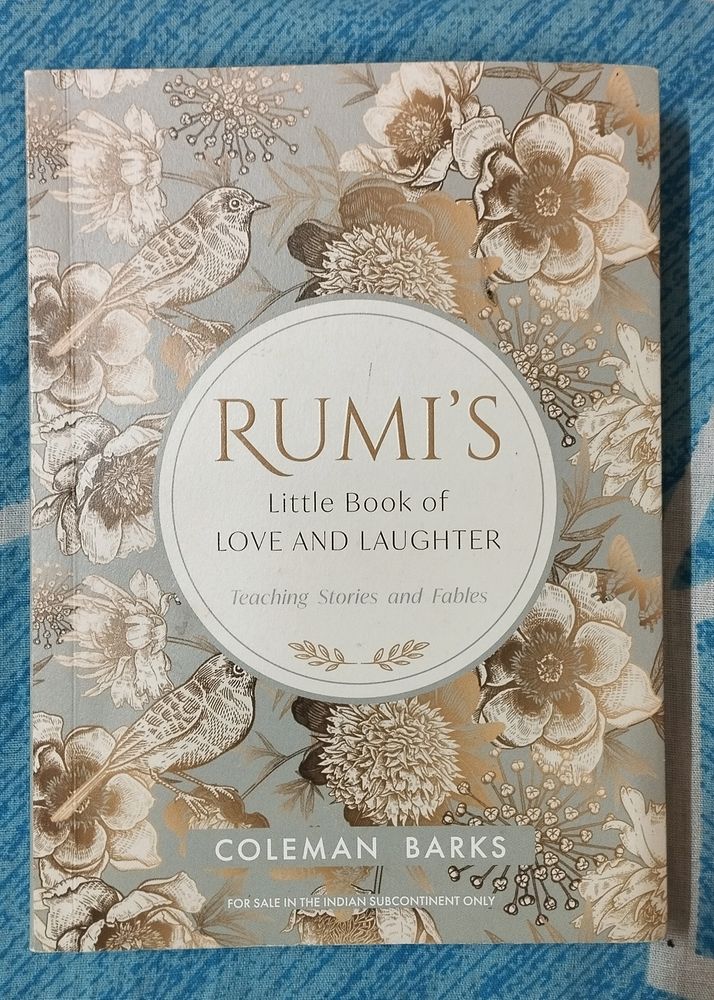 RUMI'S
Little Book of
LOVE AND LAUGHTER
Teaching Stories and Fables
COLEMAN BARKS
FOR SALE IN THE INDIAN SUBCONTINENT ONLY